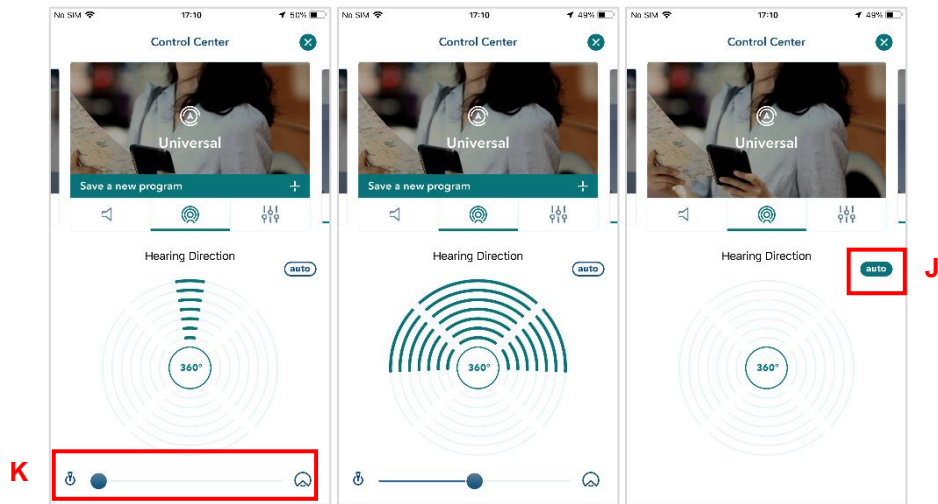 No SIM 17:10 50%
Control Center
Universal
Save a new program +
Hearing Direction
auto
360°
K
No SIM 17:10 49%
Control Center
Universal
Save a new program +
Hearing Direction
auto
360°
No SIM 17:10 49%
Control Center
Universal
Hearing Direction
auto
360°
J